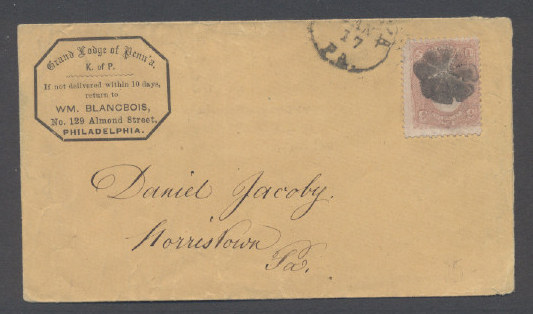 Grand Lodge of Penn'a.
K. of P.
If not delivered within 10 days,
return to
WM. BLANCBOIS,
No. 129 Almond Street,
PHILADELPHIA.
17
PA.
Daniel Jacoby.
Norristown
Pa.